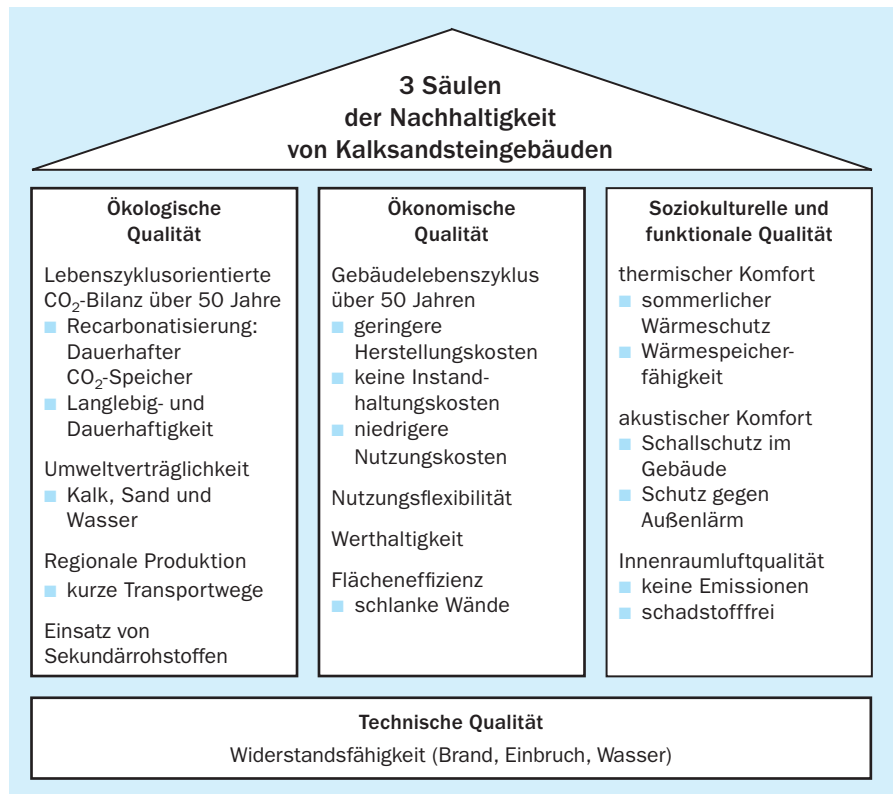 3 Säulen
der Nachhaltigkeit
von Kalksandsteingebäuden
Ökologische
Qualität
Lebenszyklusorientierte
CO₂-Bilanz über 50 Jahre
Recarbonatisierung:
Dauerhafter
CO₂-Speicher
Langlebig- und
Dauerhaftigkeit
Umweltverträglichkeit
Kalk, Sand und
Wasser
Regionale Produktion
kurze Transportwege
Einsatz von
Sekundärrohstoffen
Ökonomische
Qualität
Gebäudelebenszyklus
über 50 Jahren
geringere
Herstellungskosten
keine Instand-
haltungskosten
niedrigere
Nutzungskosten
Nutzungsflexibilität
Werthaltigkeit
Flächeneffizienz
schlanke Wände
Soziokulturelle und
funktionale Qualität
thermischer Komfort
sommerlicher
Wärmeschutz
Wärmespeicher-
fähigkeit
akustischer Komfort
Schallschutz im
Gebäude
Schutz gegen
Außenlärm
Innenraumluftqualität
keine Emissionen
schadstofffrei
Technische Qualität
Widerstandsfähigkeit (Brand, Einbruch, Wasser)